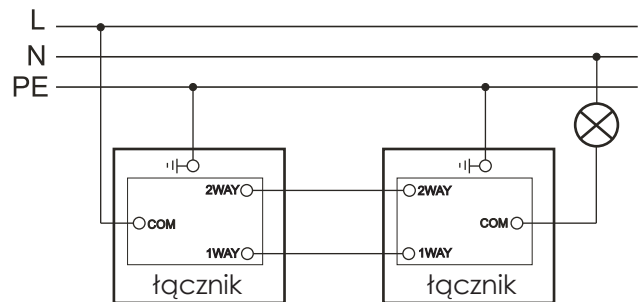 L
N
PE
2WAY 2WAY
COM COM
1WAY 1WAY
łącznik łącznik